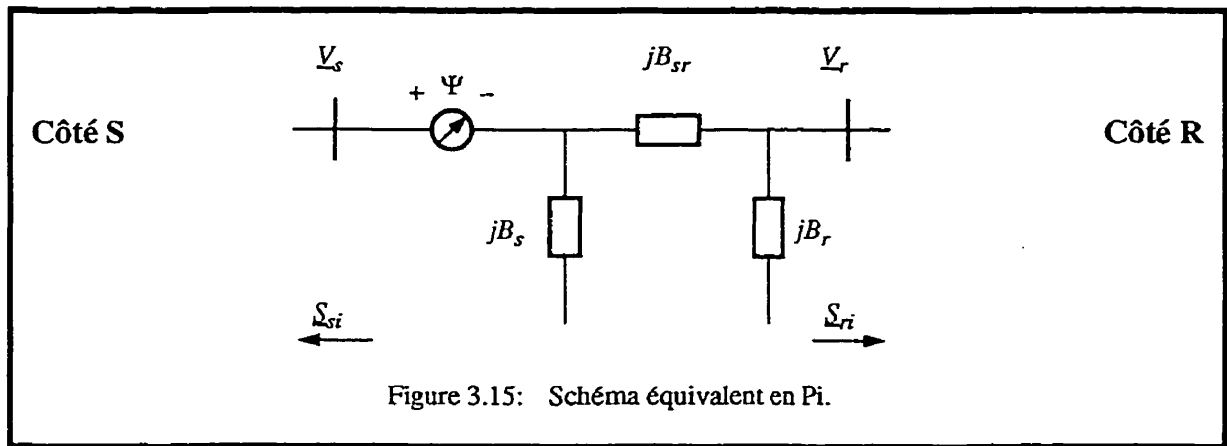 V_s
+ Ψ -
jB_sr
V_r
Côté S
Côté R
jB_s
jB_r
S_si
S_ri
Figure 3.15: Schéma équivalent en Pi.